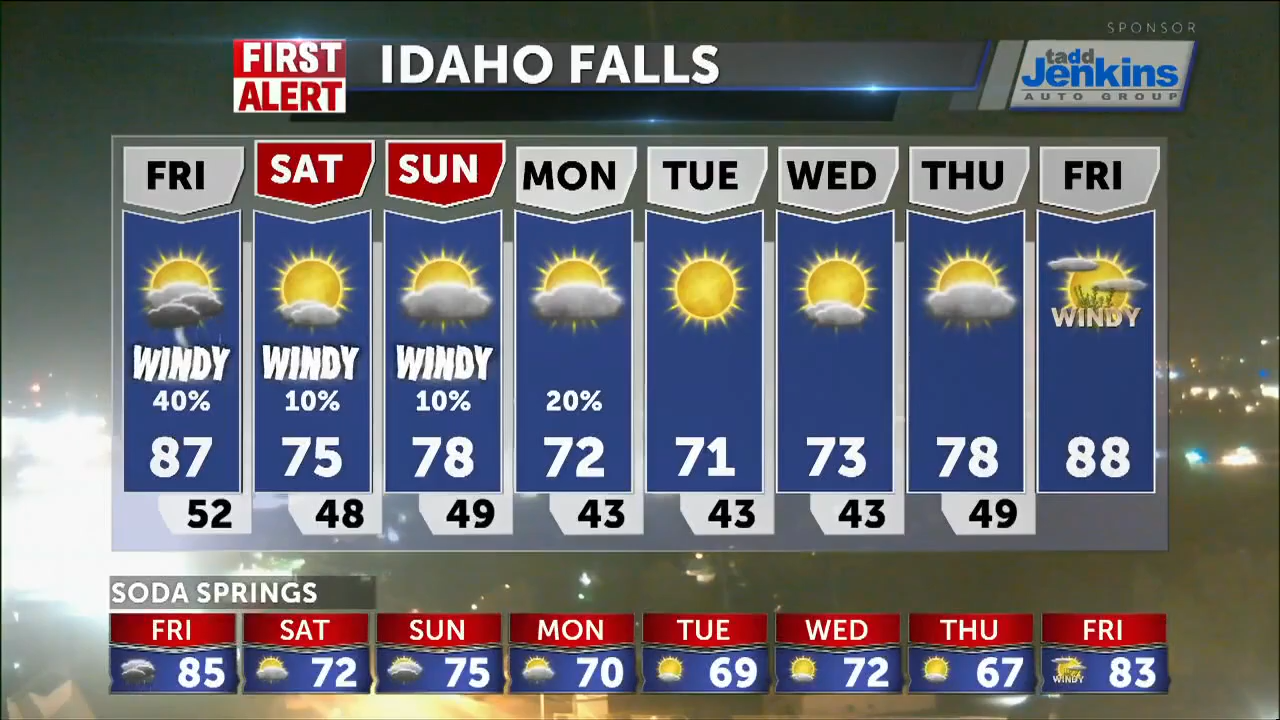 SPONSOR
FIRST ALERT
IDAHO FALLS
tadd Jenkins
AUTO GROUP
FRI SAT SUN MON TUE WED THU FRI
WINDY WINDY WINDY WINDY
40% 10% 10% 20%
87 75 78 72 71 73 78 88
52 48 49 43 43 43 49
SODA SPRINGS
FRI SAT SUN MON TUE WED THU FRI
85 72 75 70 69 72 67 WINDY 83